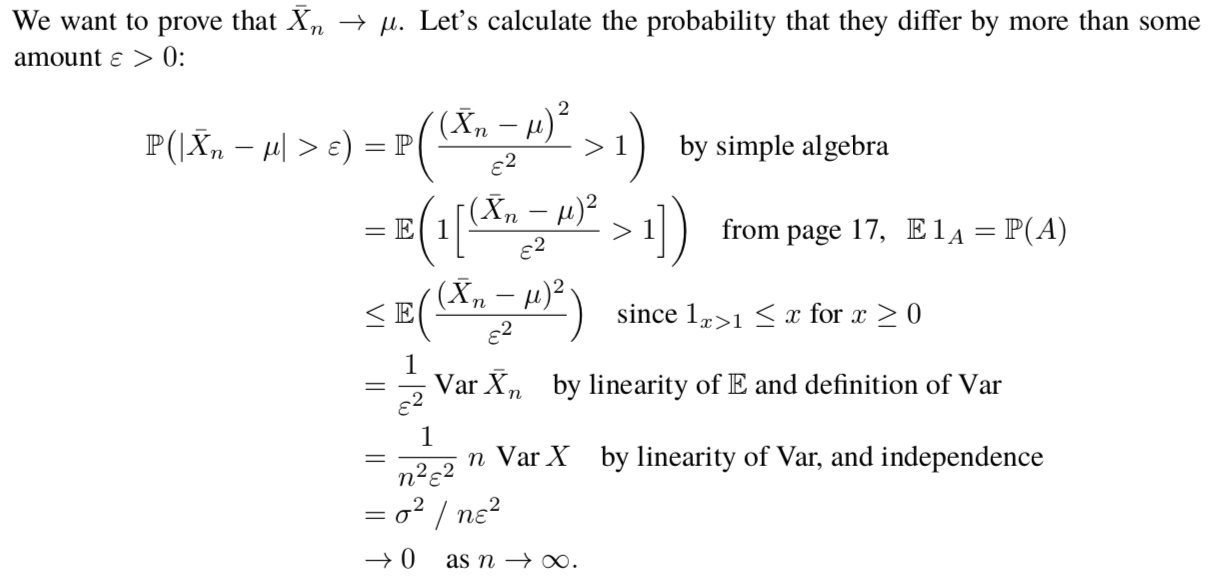 We want to prove that X̄ₙ → μ. Let's calculate the probability that they differ by more than some
amount ε > 0:
ℙ(|X̄ₙ − μ| > ε) = ℙ((X̄ₙ − μ)² / ε² > 1) by simple algebra
= 𝔼(1[(X̄ₙ − μ)² / ε² > 1]) from page 17, 𝔼 1_A = ℙ(A)
≤ 𝔼((X̄ₙ − μ)² / ε²) since 1_{x>1} ≤ x for x ≥ 0
= 1/ε² Var X̄ₙ by linearity of 𝔼 and definition of Var
= 1/(n²ε²) n Var X by linearity of Var, and independence
= σ² / nε²
→ 0 as n → ∞.